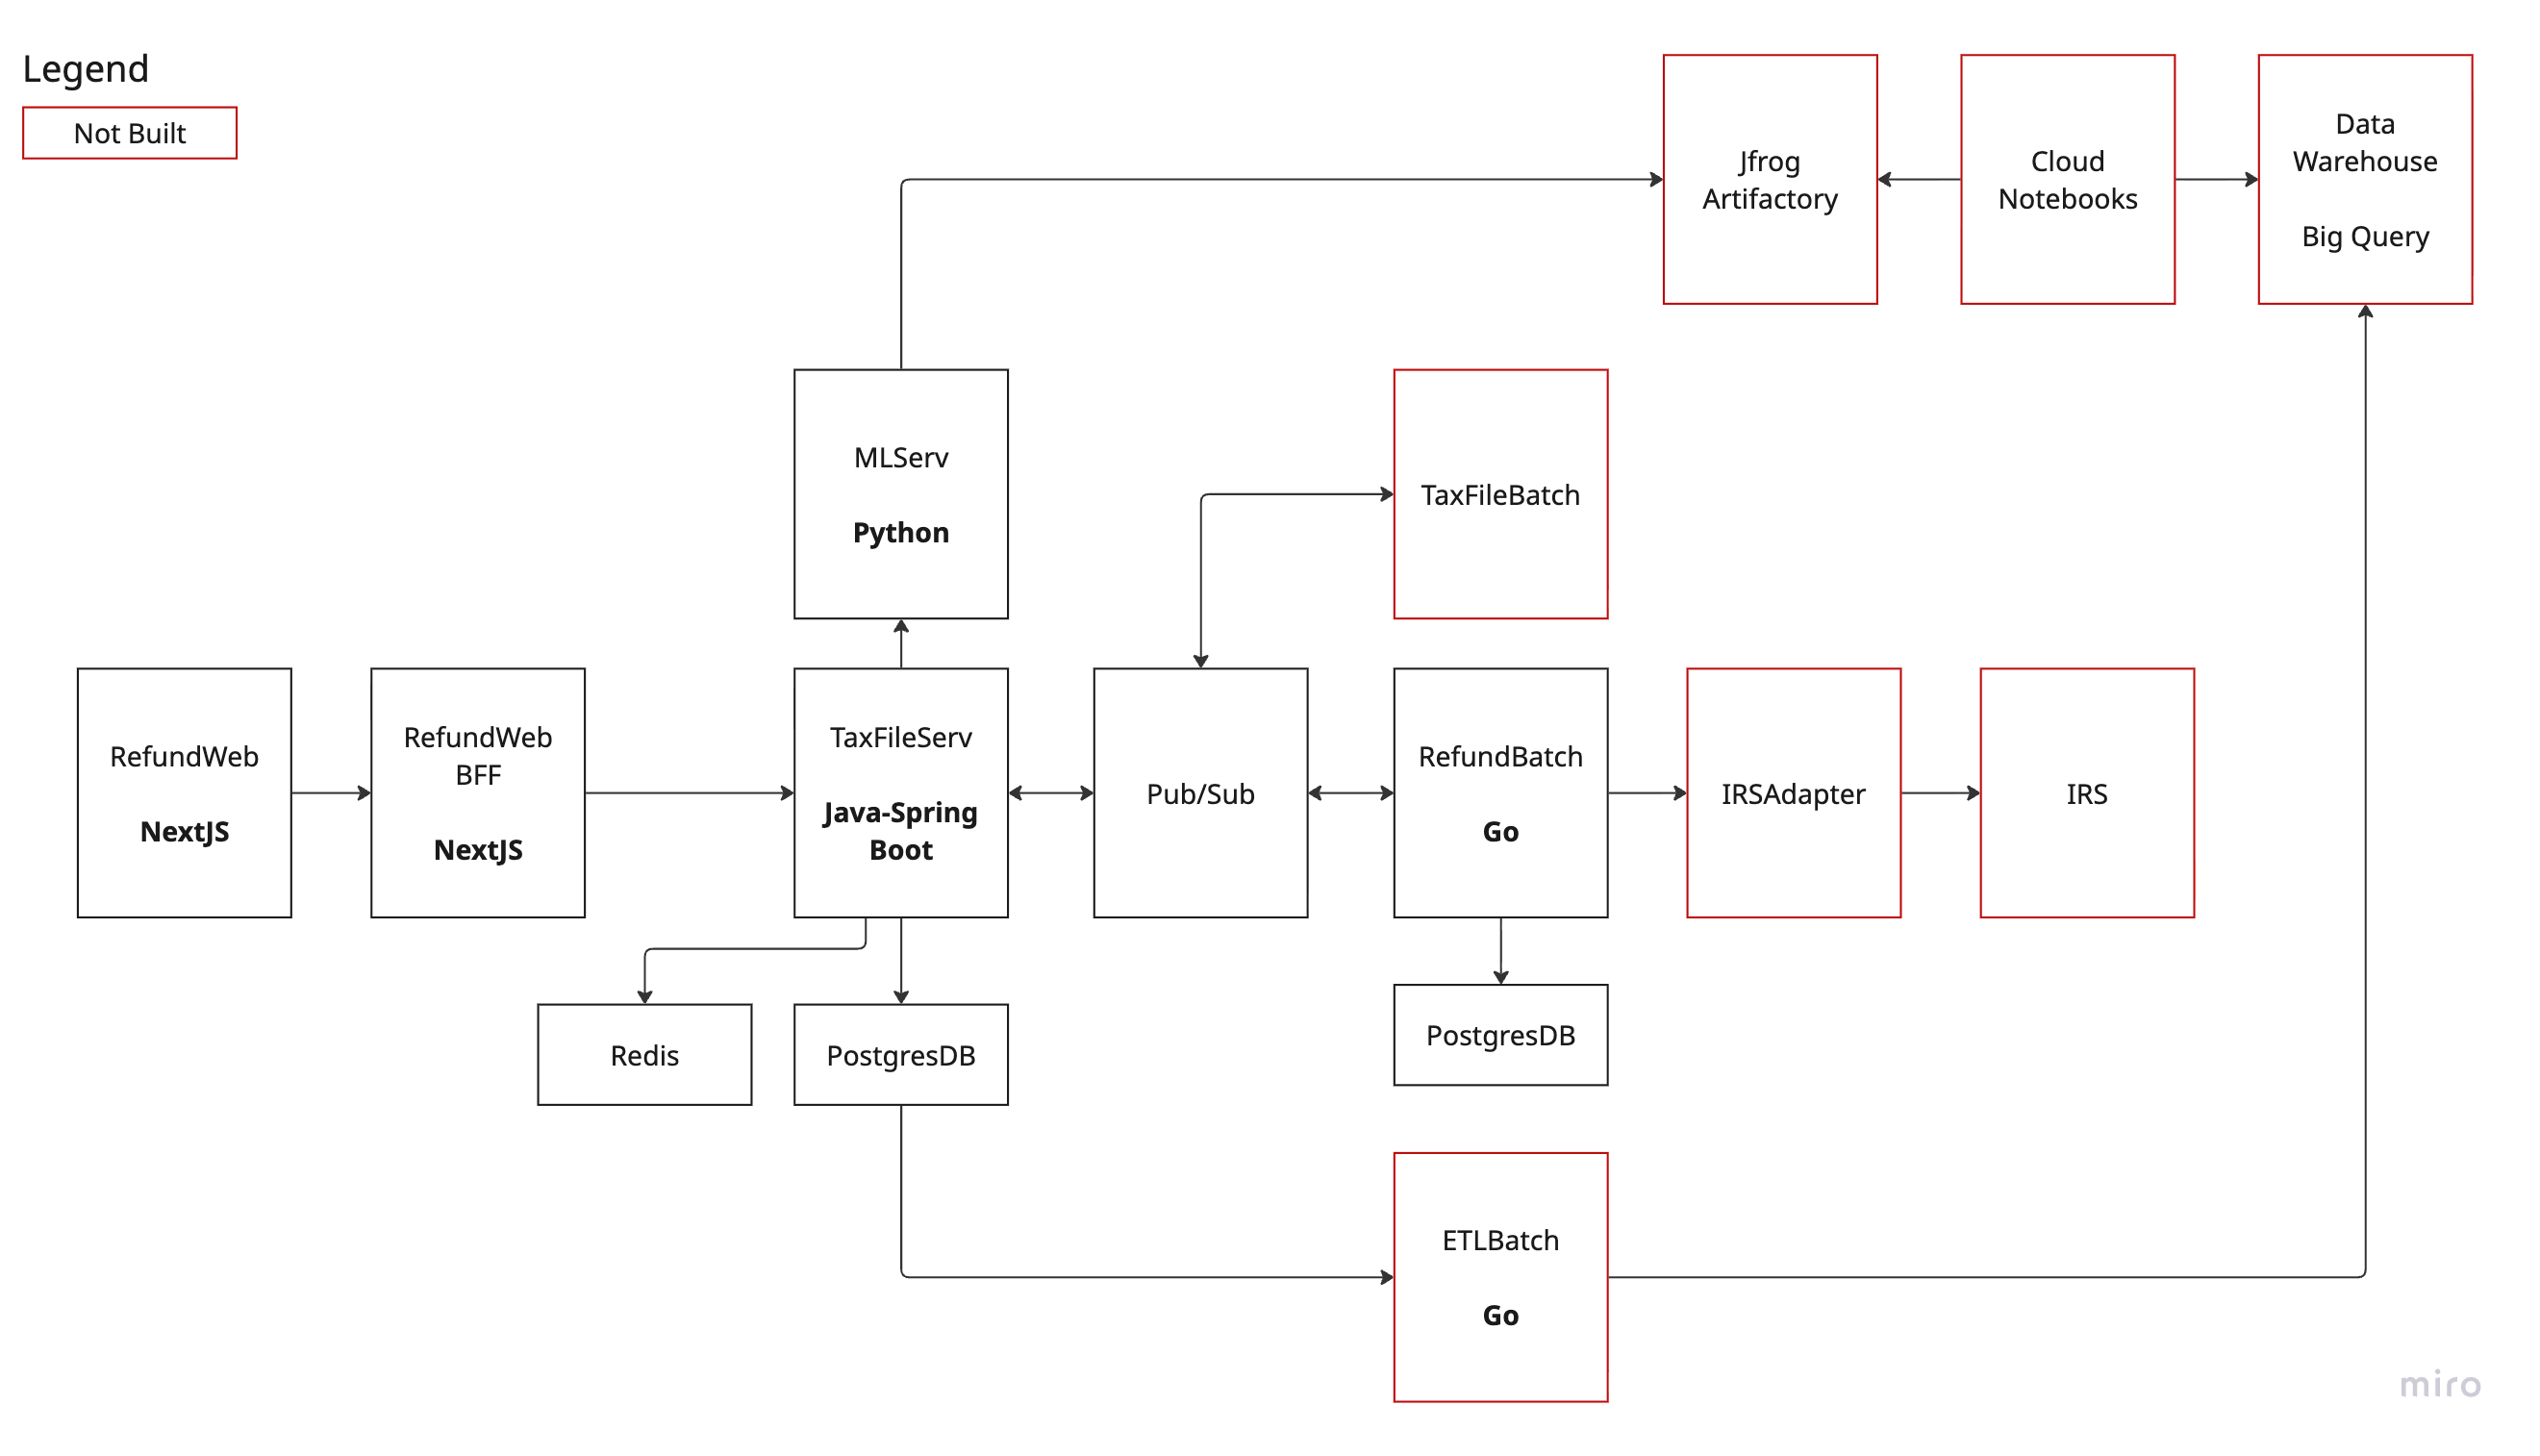 Legend
Not Built
Jfrog
Artifactory
Cloud
Notebooks
Data
Warehouse
Big Query
MLServ
Python
TaxFileBatch
RefundWeb
NextJS
RefundWeb
BFF
NextJS
TaxFileServ
Java-Spring
Boot
Pub/Sub
RefundBatch
Go
IRSAdapter
IRS
Redis
PostgresDB
PostgresDB
ETLBatch
Go
miro